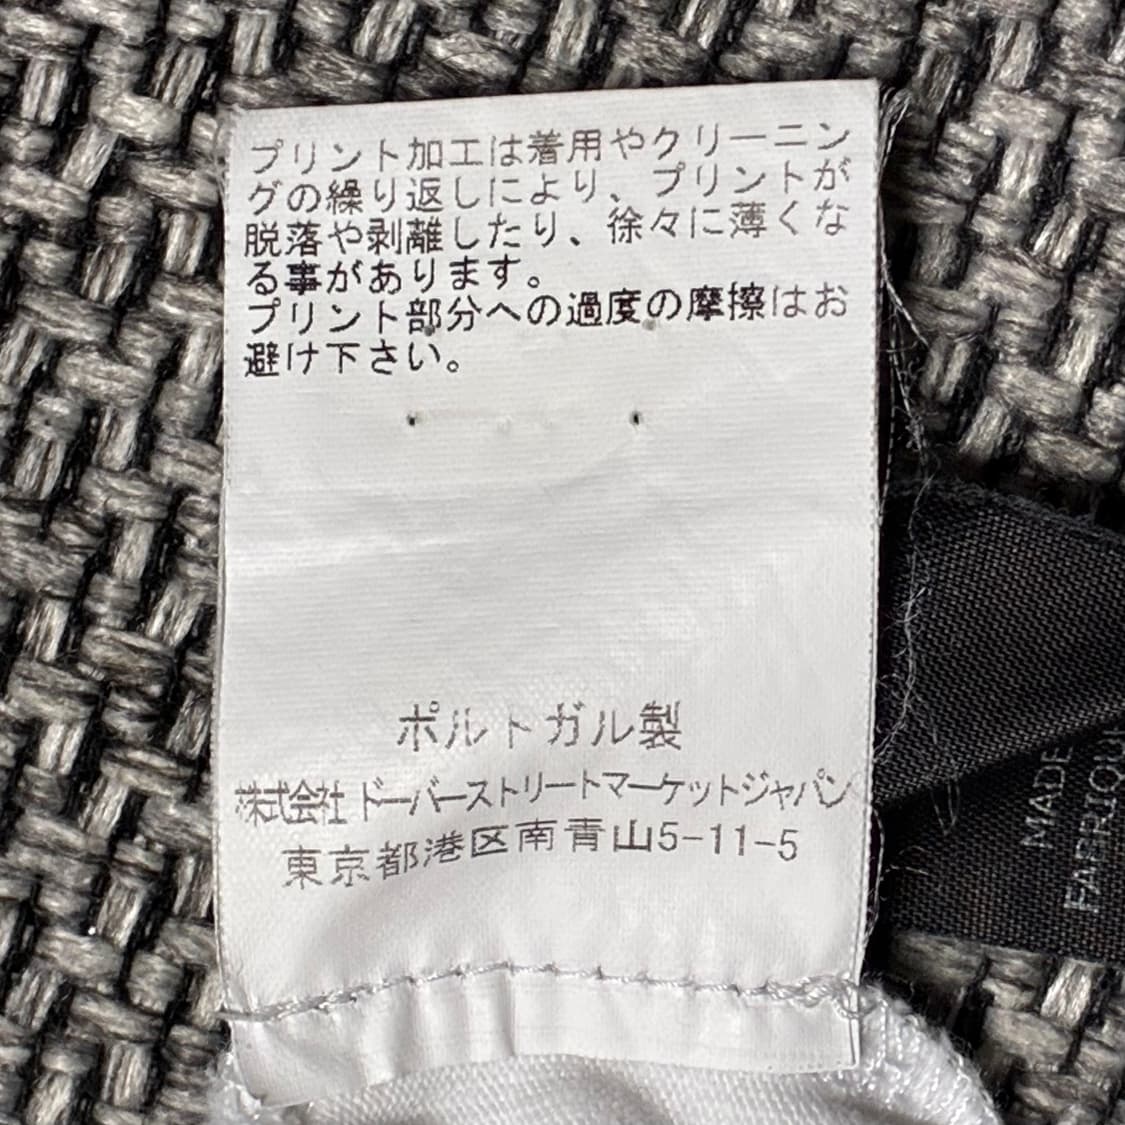 プリント加工は着用やクリーニン
グの繰り返しにより、プリントが
脱落や剥離したり、徐々に薄くな
る事があります。
プリント部分への過度の摩擦はお
避け下さい。
ポルトガル製
株式会社 ドーバーストリートマーケットジャパン
東京都港区南青山5-11-5
MADE